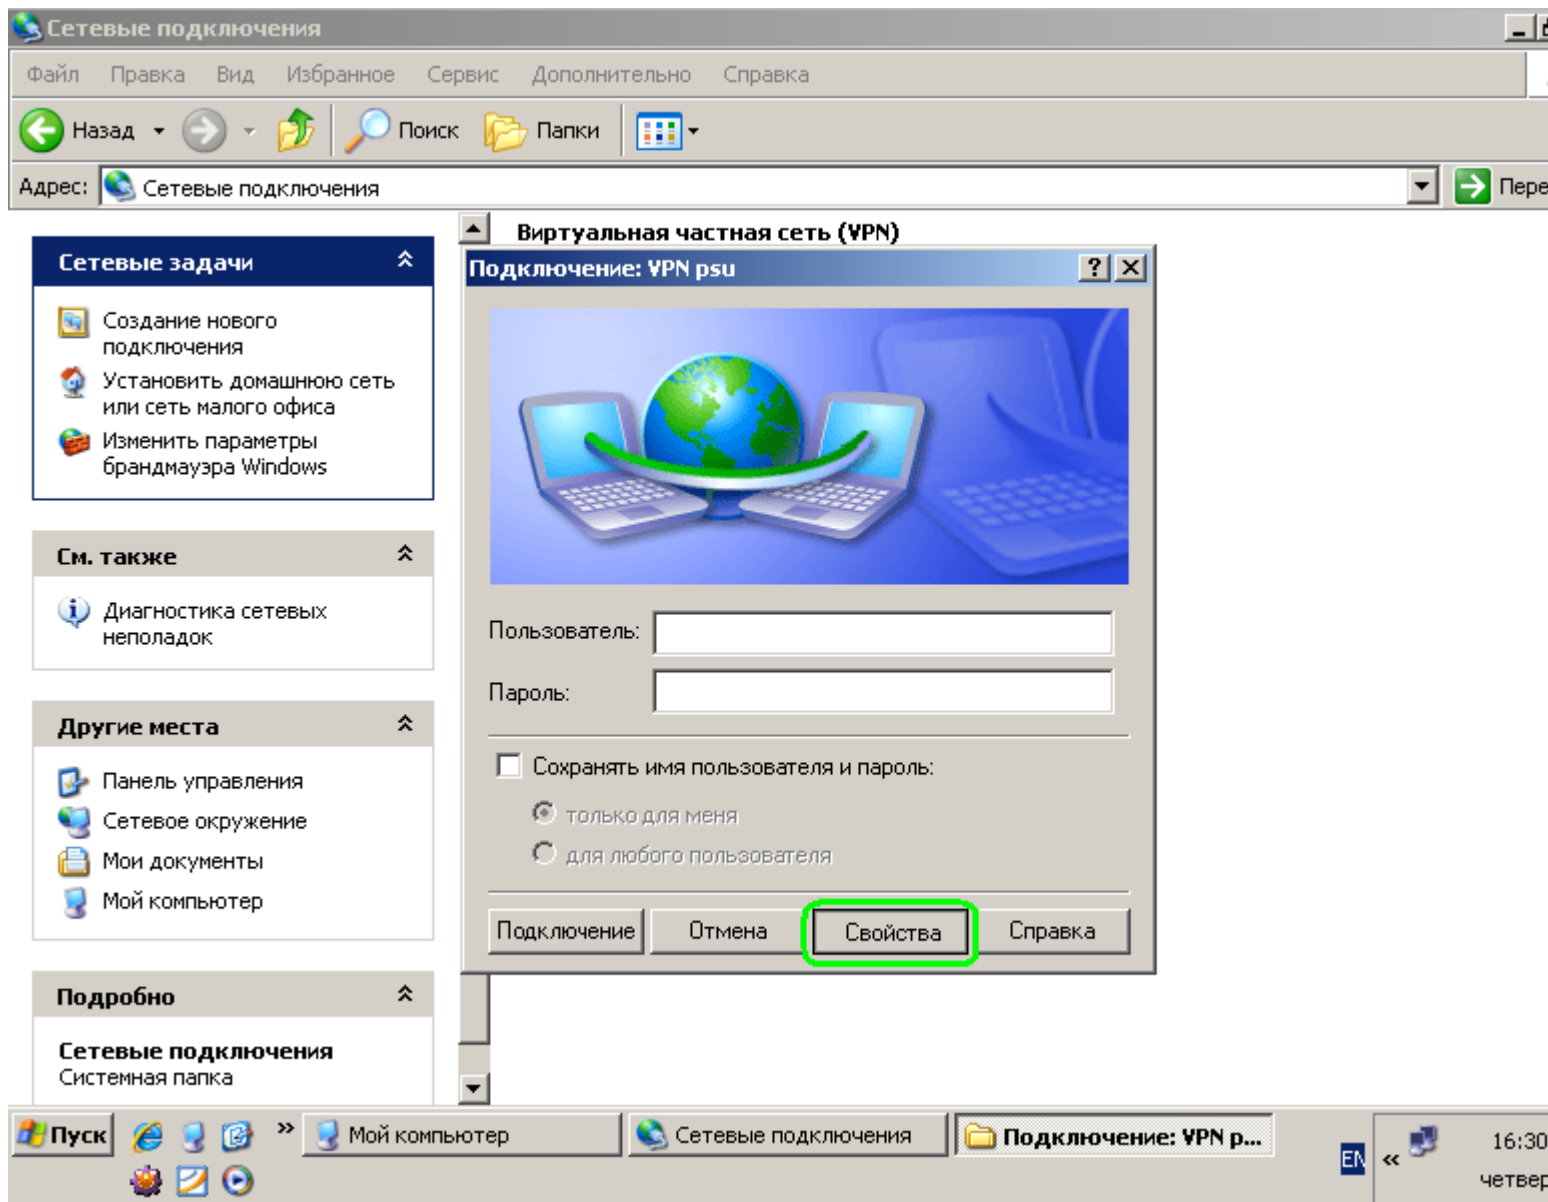 Сетевые подключения
Файл Правка Вид Избранное Сервис Дополнительно Справка
Назад Поиск Папки
Адрес: Сетевые подключения Пере
Виртуальная частная сеть (VPN)
Сетевые задачи
Создание нового
подключения
Установить домашнюю сеть
или сеть малого офиса
Изменить параметры
брандмауэра Windows
См. также
Диагностика сетевых
неполадок
Другие места
Панель управления
Сетевое окружение
Мои документы
Мой компьютер
Подробно
Сетевые подключения
Системная папка
Подключение: VPN psu
Пользователь:
Пароль:
Сохранять имя пользователя и пароль:
только для меня
для любого пользователя
Подключение Отмена Свойства Справка
Пуск » Мой компьютер Сетевые подключения Подключение: VPN p... EN « 16:30
четвер